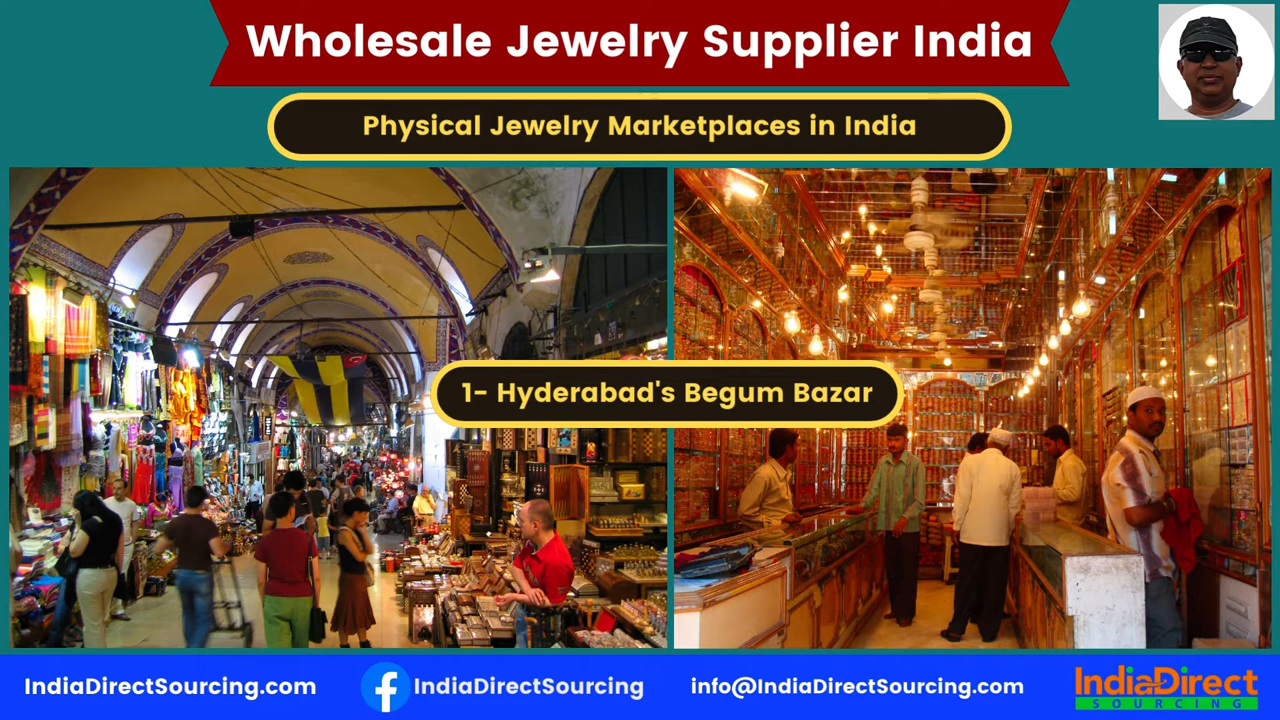 Wholesale Jewelry Supplier India
Physical Jewelry Marketplaces in India
1- Hyderabad's Begum Bazar
IndiaDirectSourcing.com
IndiaDirectSourcing
info@IndiaDirectSourcing.com
IndiaDirect
SOURCING